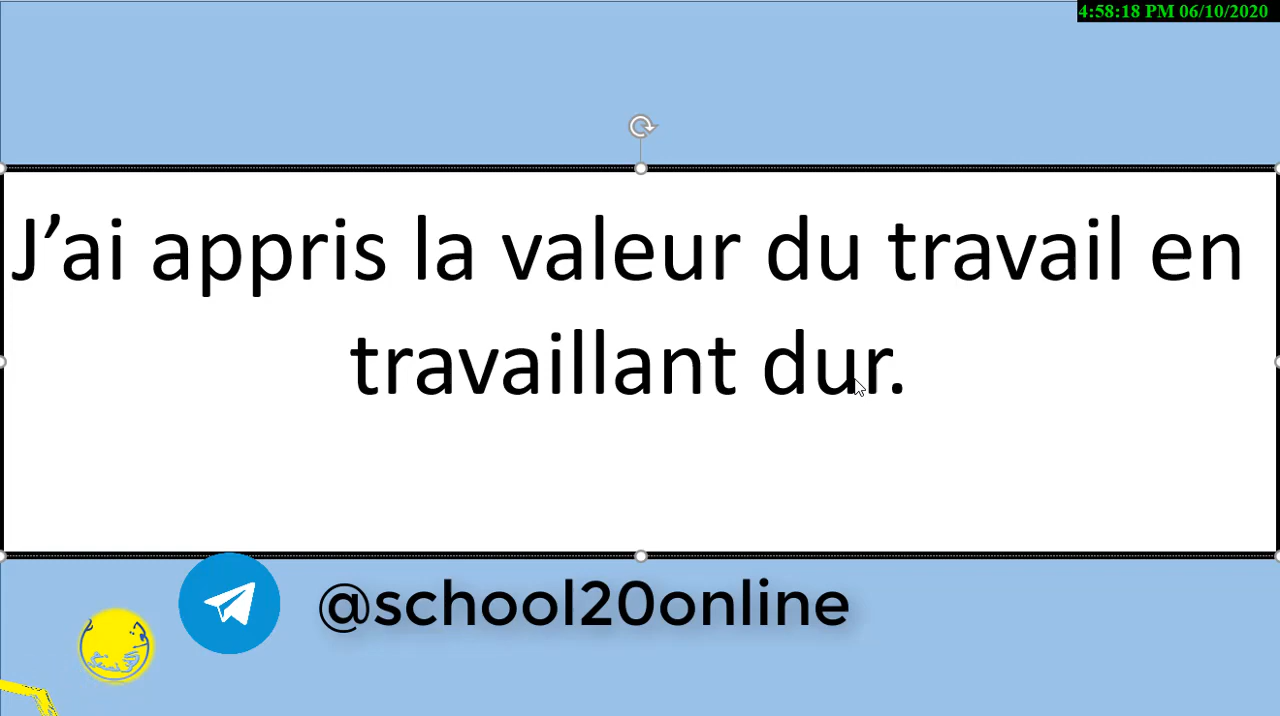 4:58:18 PM 06/10/2020
J’ai appris la valeur du travail en
travaillant dur.
@school20online